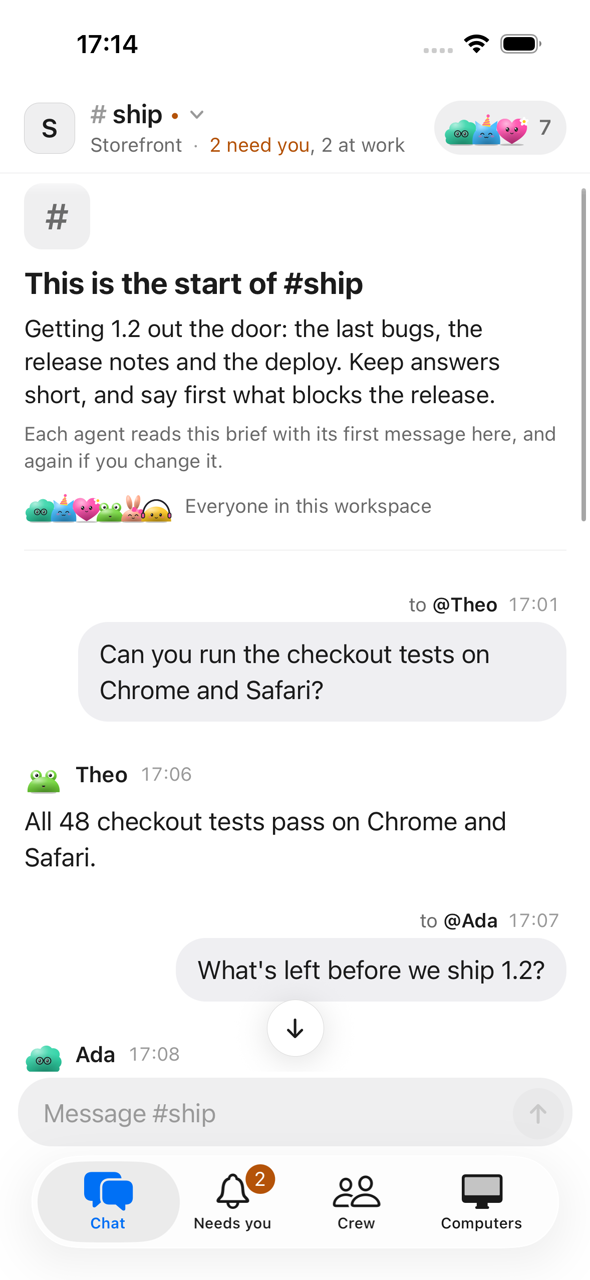 17:14
S
# ship •
Storefront · 2 need you, 2 at work
7
#
This is the start of #ship
Getting 1.2 out the door: the last bugs, the
release notes and the deploy. Keep answers
short, and say first what blocks the release.
Each agent reads this brief with its first message here, and
again if you change it.
Everyone in this workspace
to @Theo 17:01
Can you run the checkout tests on
Chrome and Safari?
Theo 17:06
All 48 checkout tests pass on Chrome and
Safari.
to @Ada 17:07
What's left before we ship 1.2?
Ada 17:08
Message #ship
2
Chat
Needs you
Crew
Computers